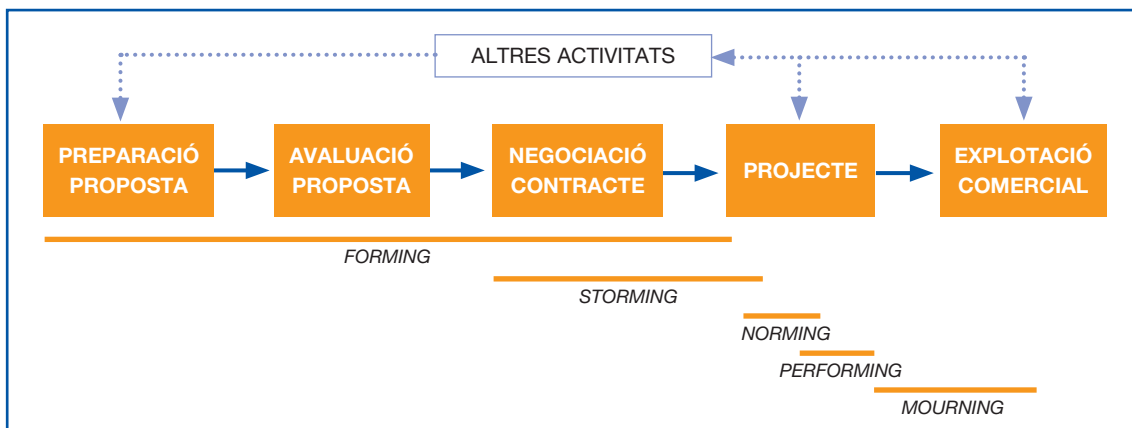 ALTRES ACTIVITATS
PREPARACIÓ
PROPOSTA
AVALUACIÓ
PROPOSTA
NEGOCIACIÓ
CONTRACTE
PROJECTE
EXPLOTACIÓ
COMERCIAL
FORMING
STORMING
NORMING
PERFORMING
MOURNING